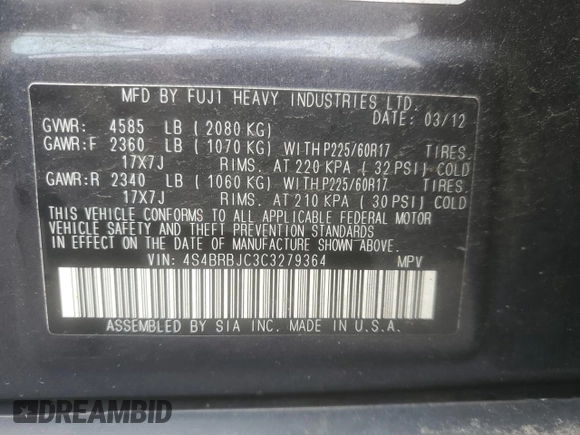 MFD BY FUJI HEAVY INDUSTRIES LTD.
DATE: 03/12
GVWR: 4585 LB ( 2080 KG)
GAWR:F 2360 LB ( 1070 KG) WITH P225/60R17 TIRES.
17X7J RIMS. AT 220 KPA ( 32 PSI) COLD
GAWR:R 2340 LB ( 1060 KG) WITH P225/60R17 TIRES.
17X7J RIMS. AT 210 KPA ( 30 PSI) COLD
THIS VEHICLE CONFORMS TO ALL APPLICABLE FEDERAL MOTOR
VEHICLE SAFETY AND THEFT PREVENTION STANDARDS
IN EFFECT ON THE DATE OF MANUFACTURE SHOWN ABOVE.
VIN: 4S4BRBJC3C3279364 MPV
ASSEMBLED BY SIA INC. MADE IN U.S.A.
DREAMBID